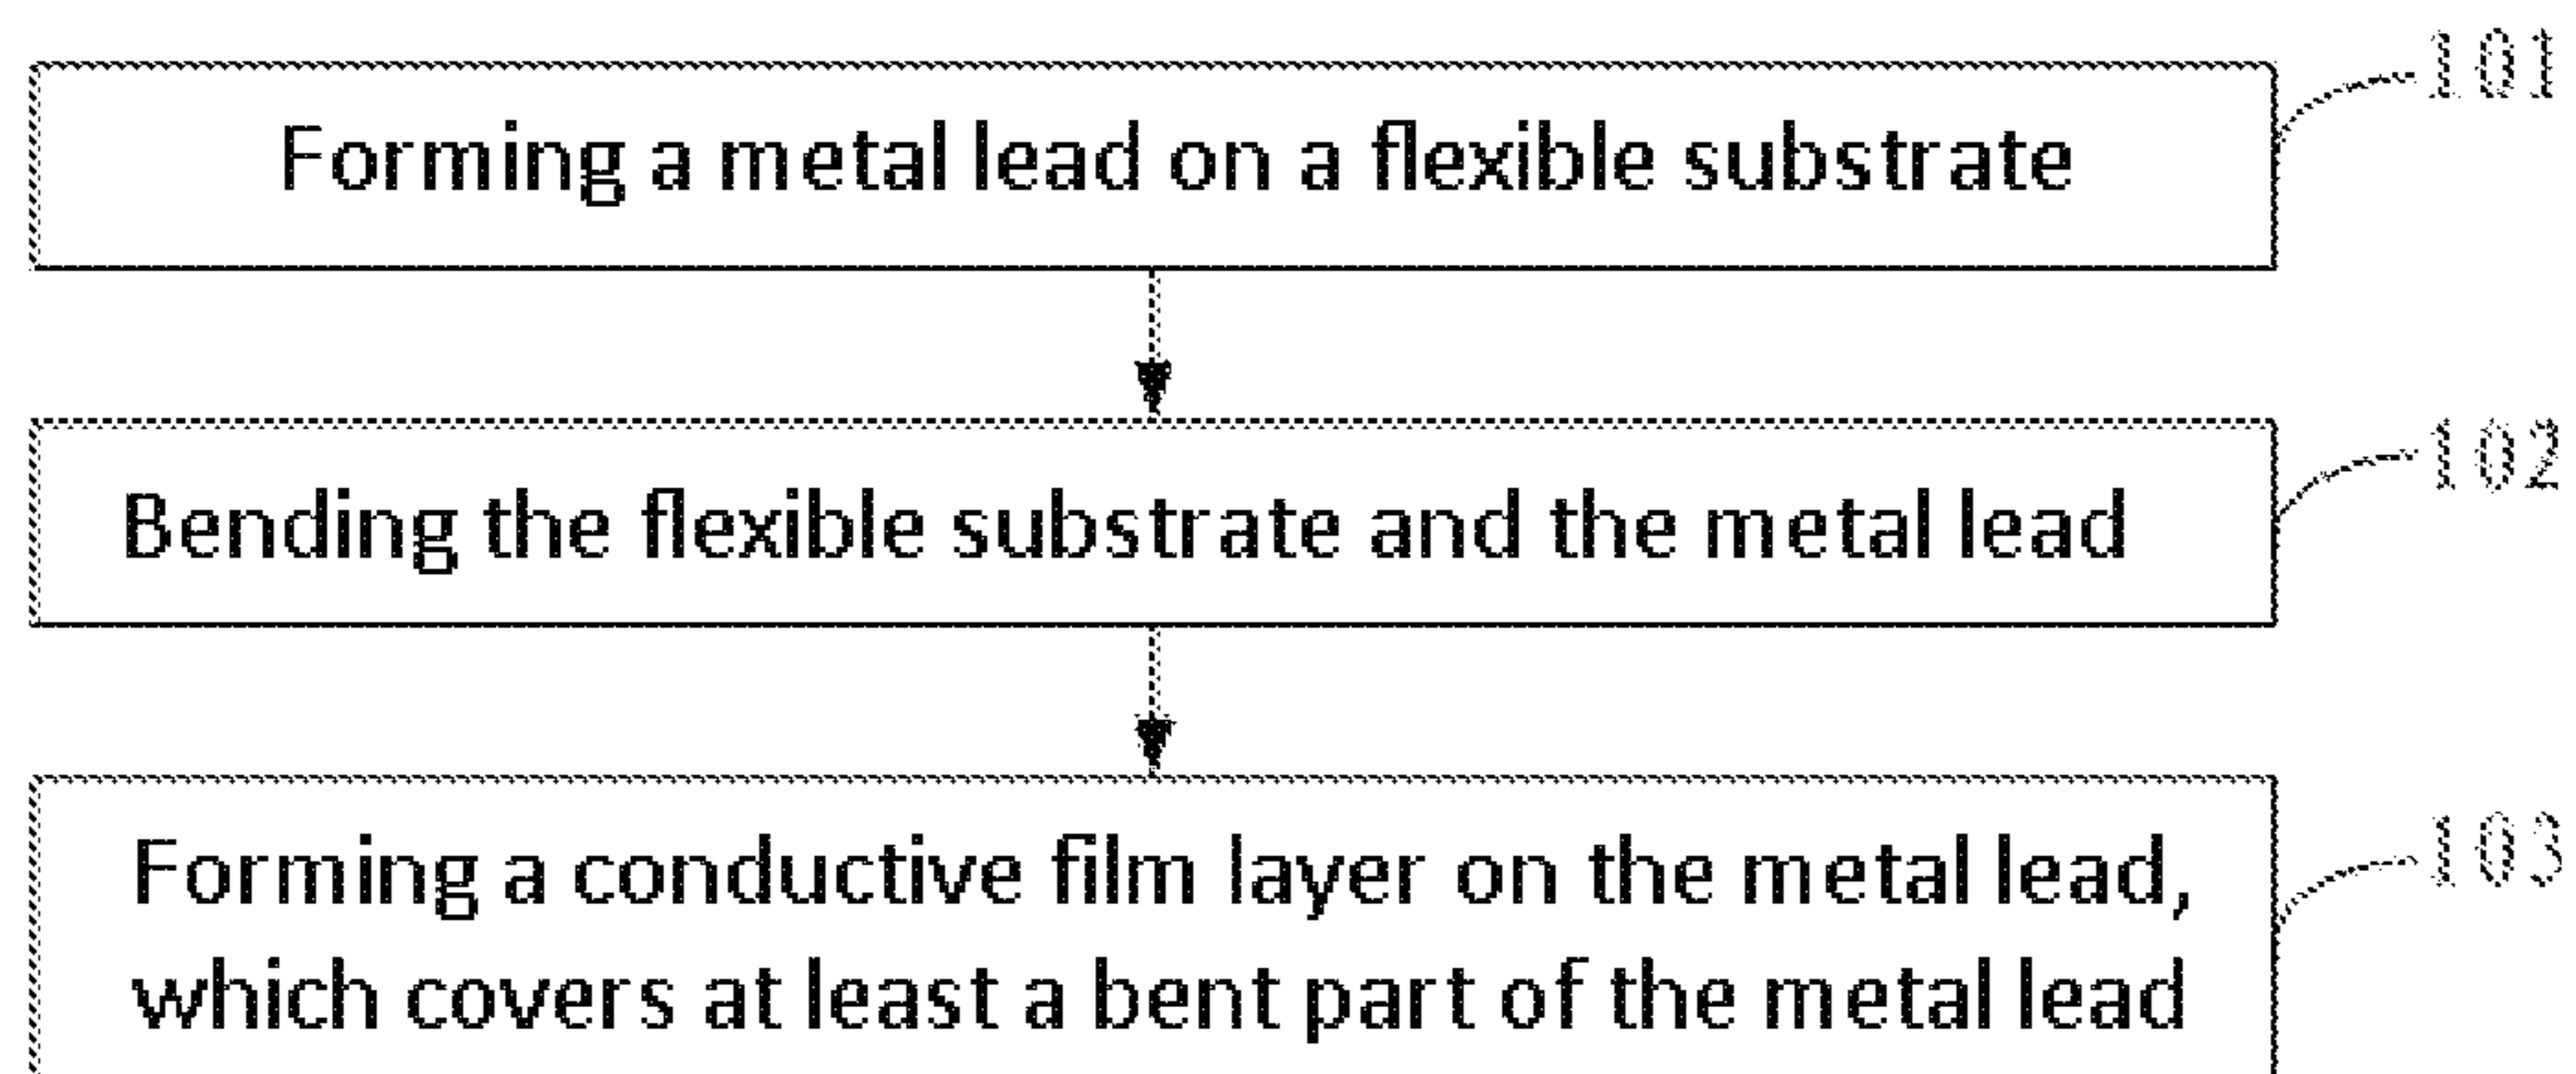 101
Forming a metal lead on a flexible substrate
102
Bending the flexible substrate and the metal lead
103
Forming a conductive film layer on the metal lead,
which covers at least a bent part of the metal lead